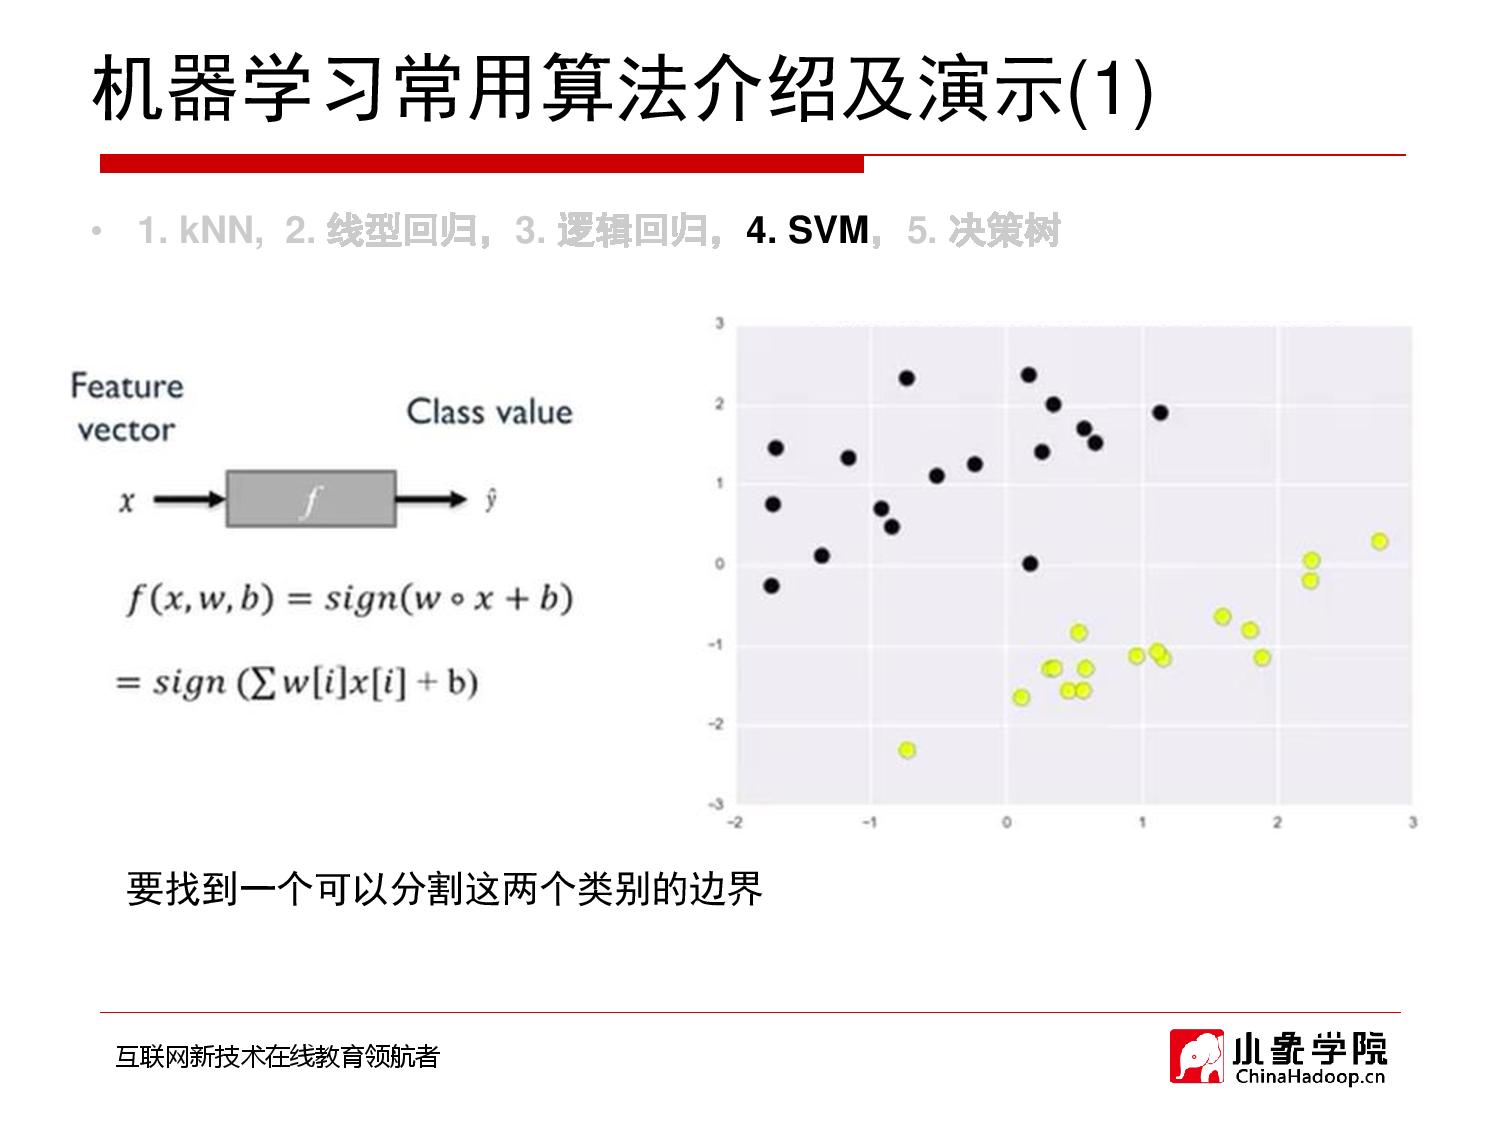 机器学习常用算法介绍及演示(1)
• 1. kNN, 2. 线型回归，3. 逻辑回归，4. SVM，5. 决策树
Feature
vector
Class value
x
f
ŷ
f(x, w, b) = sign(w ∘ x + b)
= sign (∑ w[i]x[i] + b)
3
2
1
0
-1
-2
-3
-2 -1 0 1 2 3
要找到一个可以分割这两个类别的边界
互联网新技术在线教育领航者
小象学院
ChinaHadoop.cn